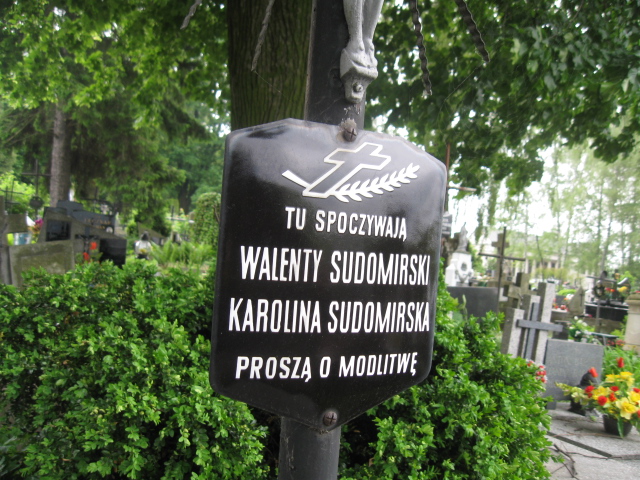 TU SPOCZYWAJĄ
WALENTY SUDOMIRSKI
KAROLINA SUDOMIRSKA
PROSZĄ O MODLITWĘ